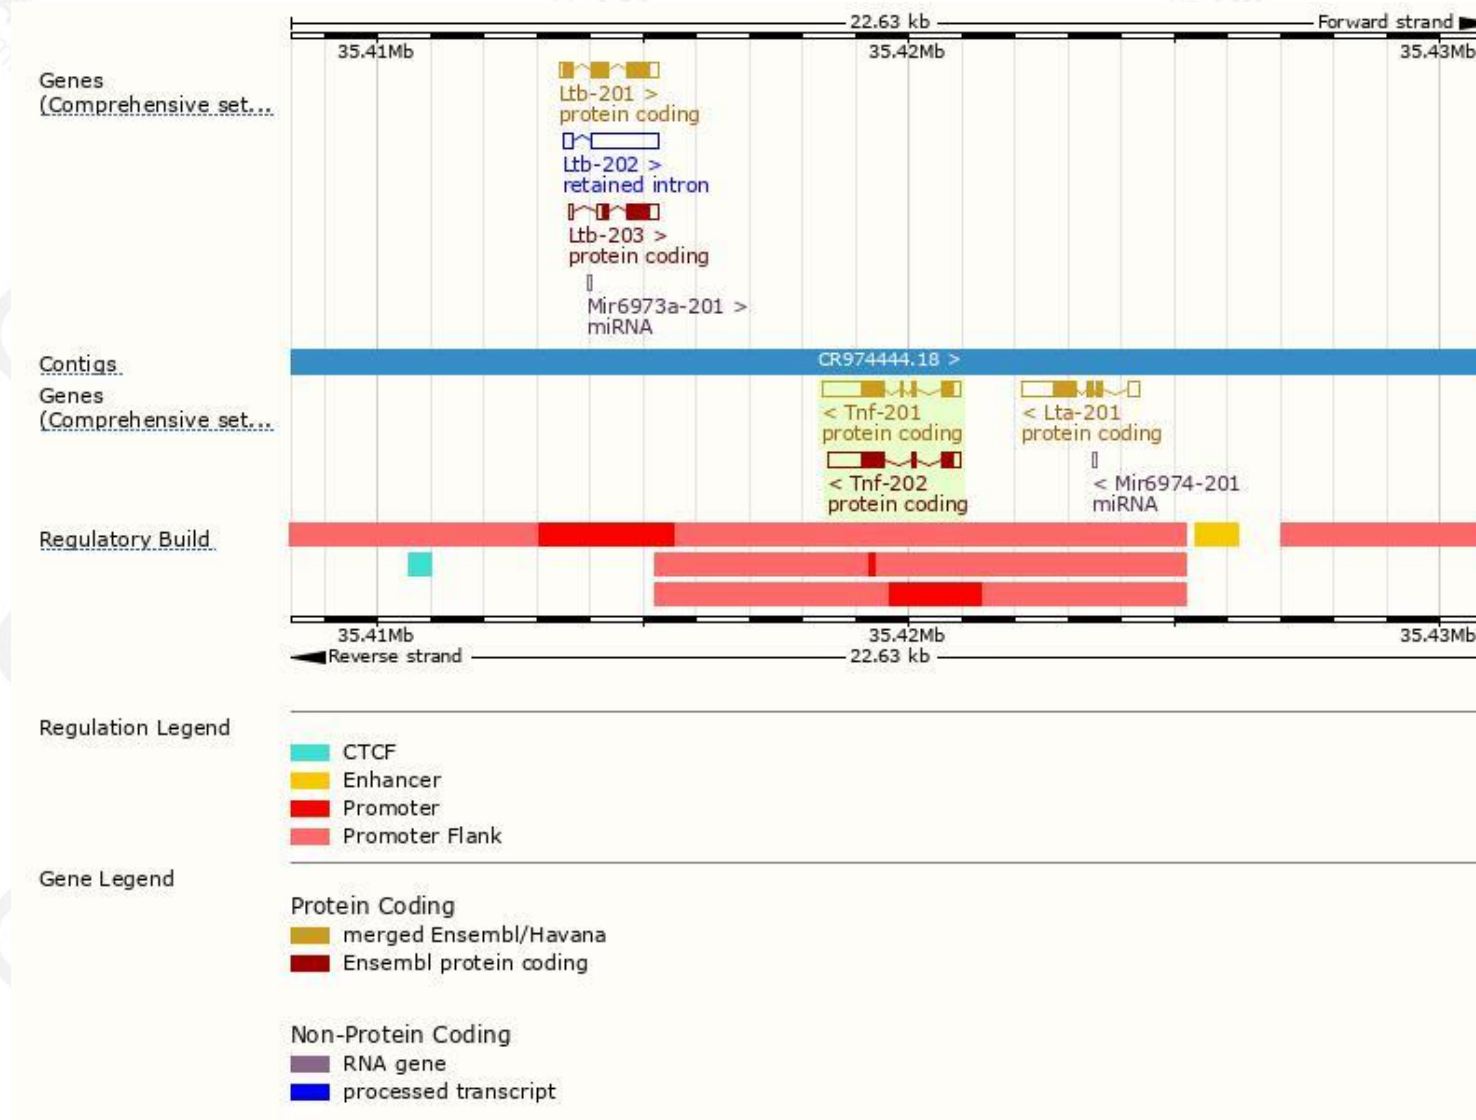 22.63 kb Forward strand
35.41Mb 35.42Mb 35.43Mb
Genes
(Comprehensive set...
Ltb-201 >
protein coding
Ltb-202 >
retained intron
Ltb-203 >
protein coding
Mir6973a-201 >
miRNA
Contigs
CR974444.18 >
Genes
(Comprehensive set...
< Tnf-201
protein coding
< Lta-201
protein coding
< Tnf-202
protein coding
< Mir6974-201
miRNA
Regulatory Build
35.41Mb 35.42Mb 35.43Mb
Reverse strand 22.63 kb
Regulation Legend
CTCF
Enhancer
Promoter
Promoter Flank
Gene Legend
Protein Coding
merged Ensembl/Havana
Ensembl protein coding
Non-Protein Coding
RNA gene
processed transcript